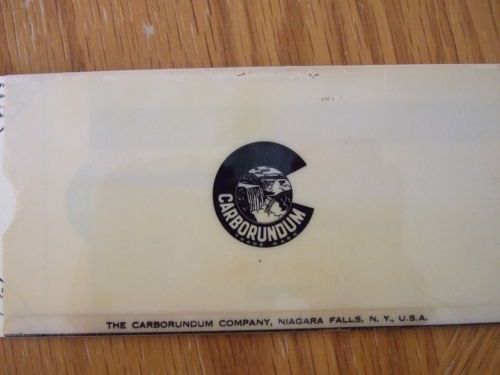 CARBORUNDUM
TRADE MARK
THE CARBORUNDUM COMPANY, NIAGARA FALLS, N. Y., U.S.A.